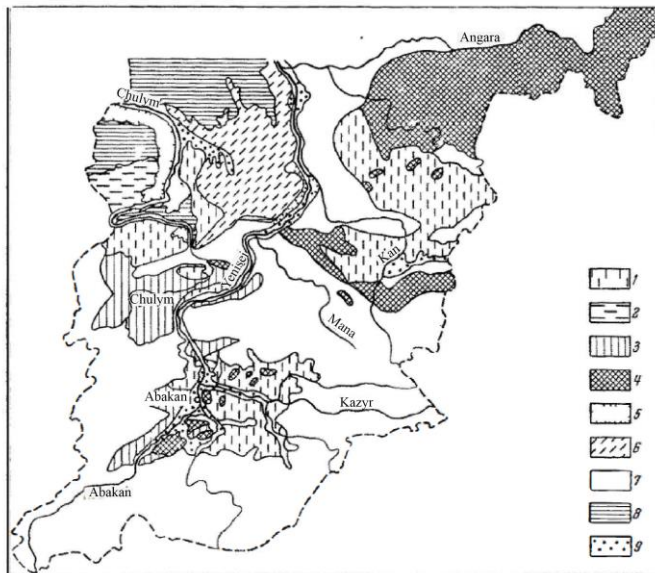 Angara
Chulym
Kan
Yenisei
Chulym
Mana
Abakan
Kazyr
Abakan
1
2
3
4
5
6
7
8
9